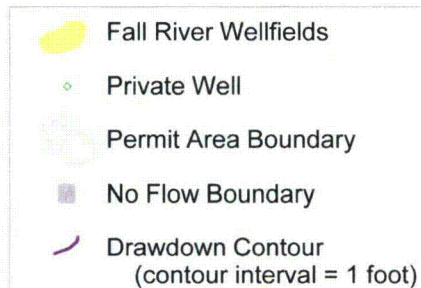 Fall River Wellfields
Private Well
Permit Area Boundary
No Flow Boundary
Drawdown Contour
(contour interval = 1 foot)